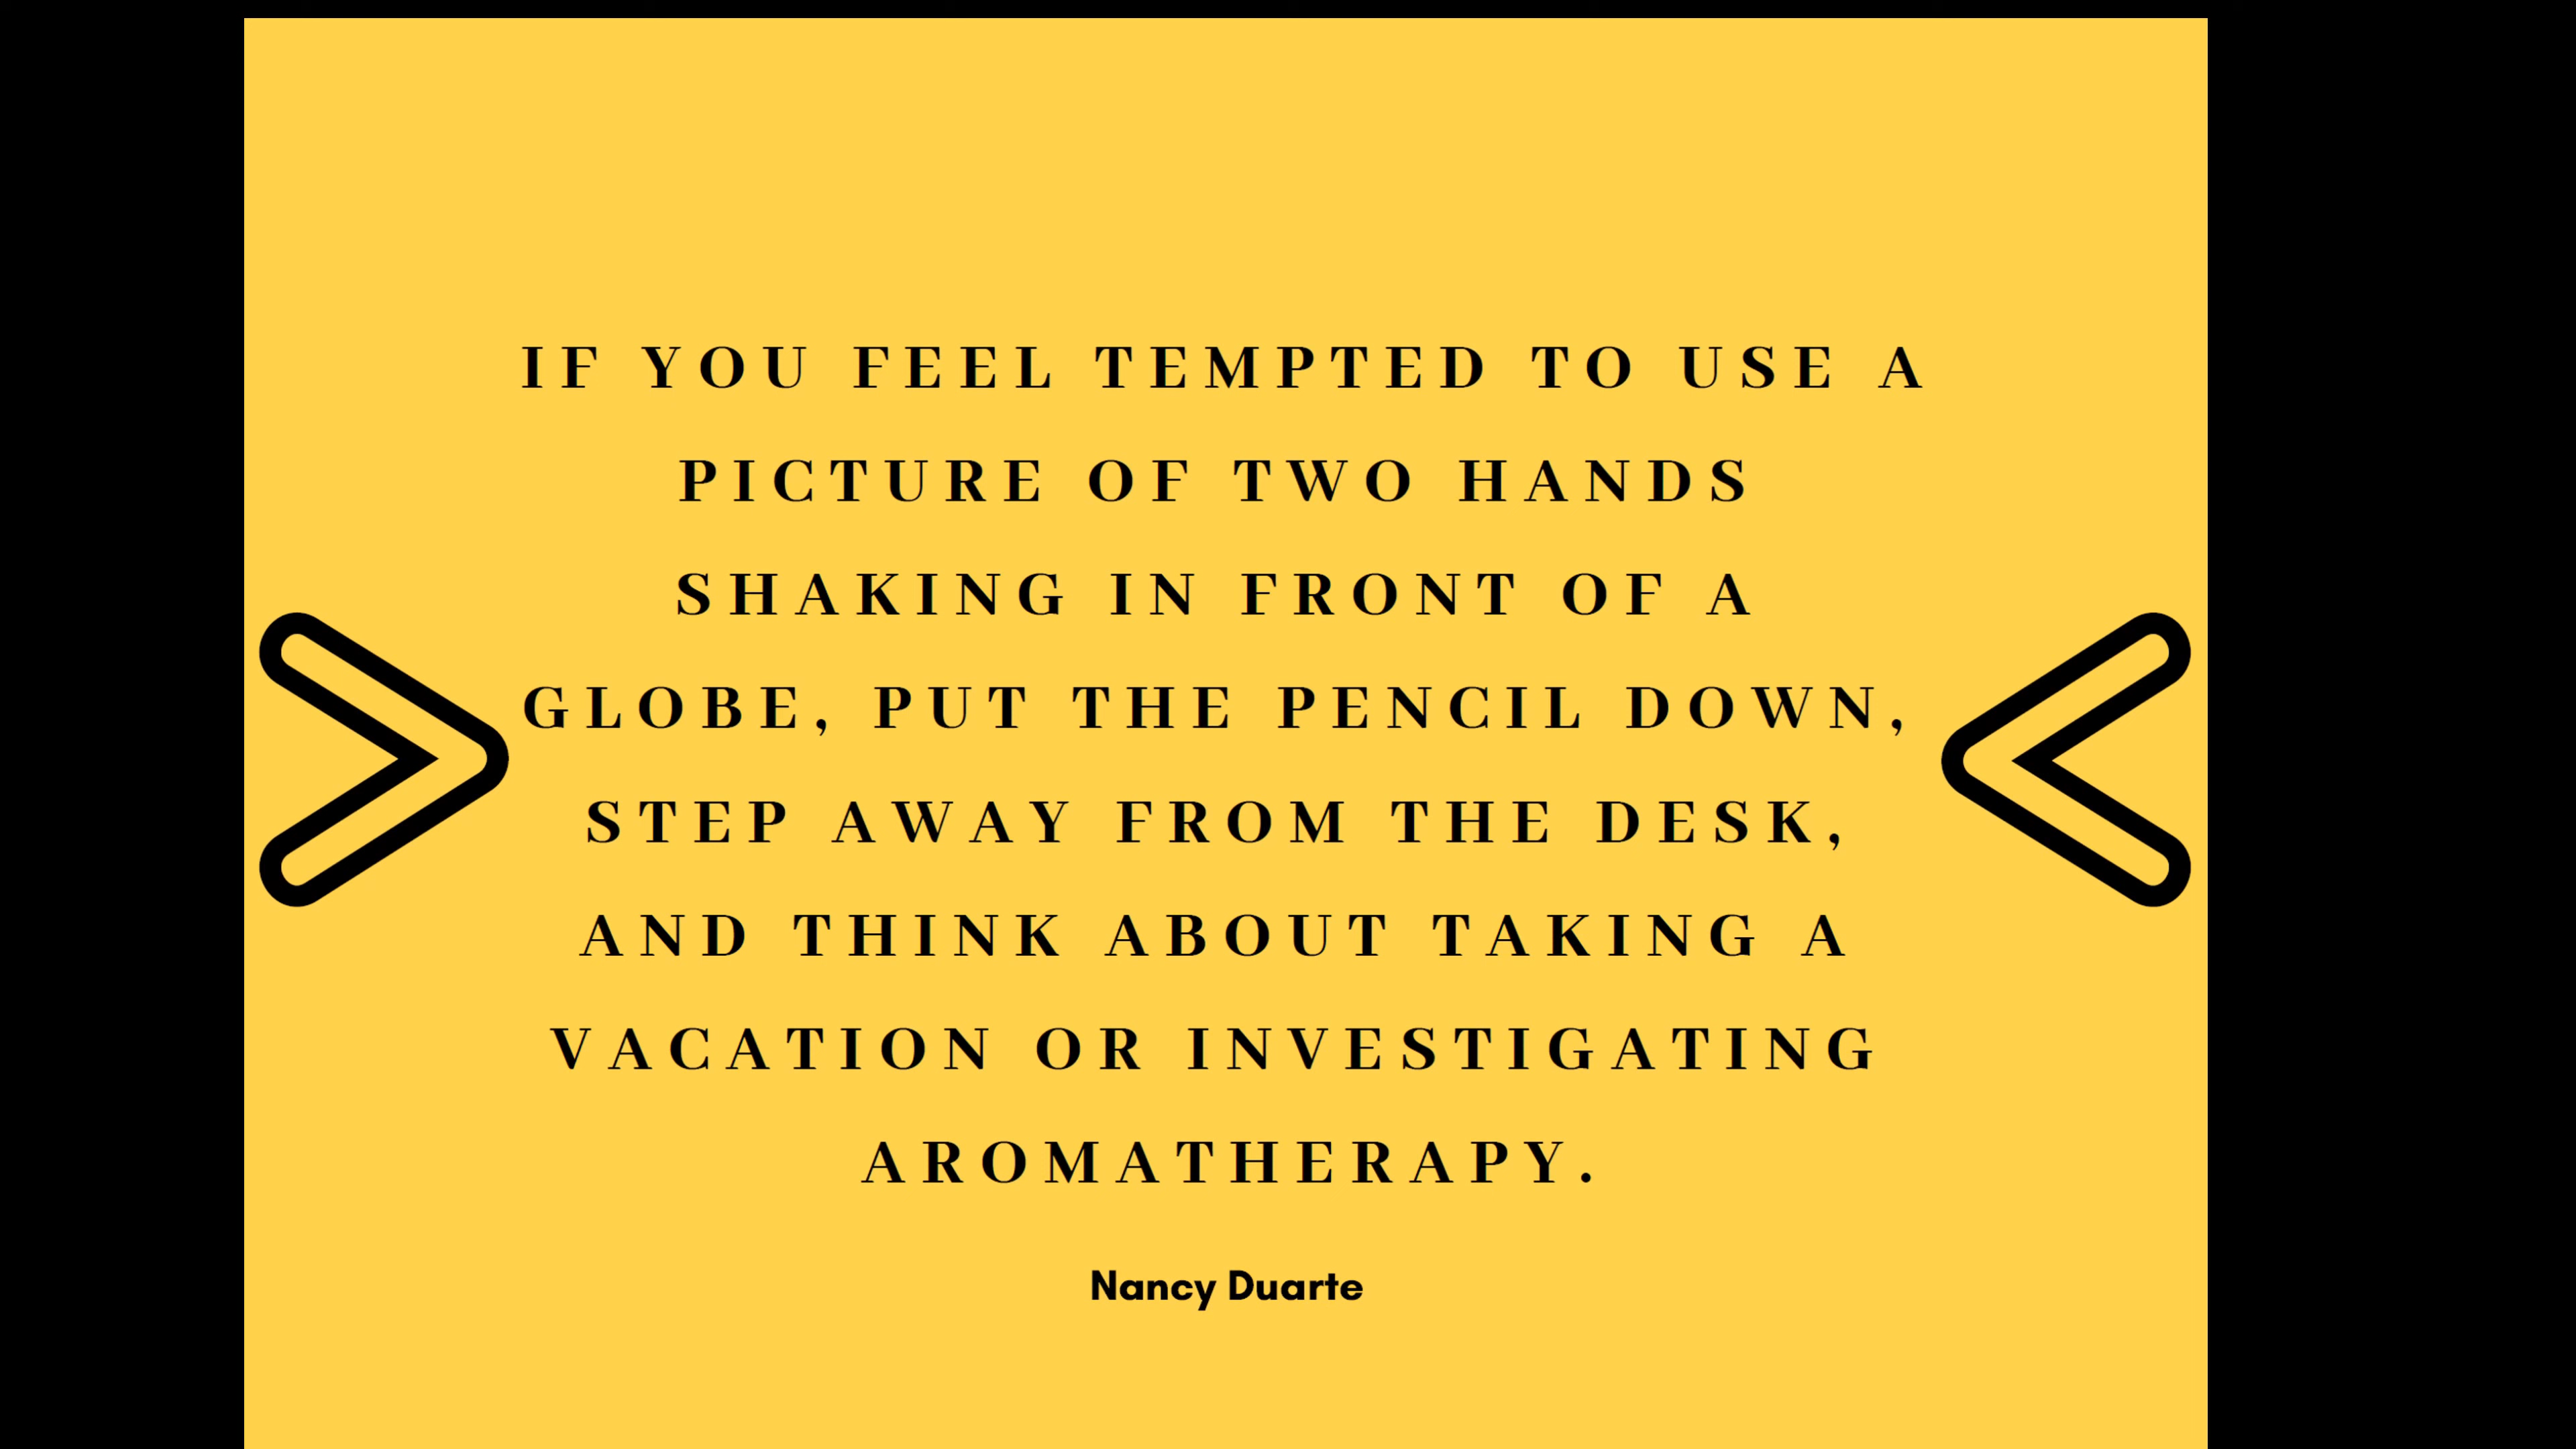 IF YOU FEEL TEMPTED TO USE A
PICTURE OF TWO HANDS
SHAKING IN FRONT OF A
GLOBE, PUT THE PENCIL DOWN,
STEP AWAY FROM THE DESK,
AND THINK ABOUT TAKING A
VACATION OR INVESTIGATING
AROMATHERAPY.
Nancy Duarte